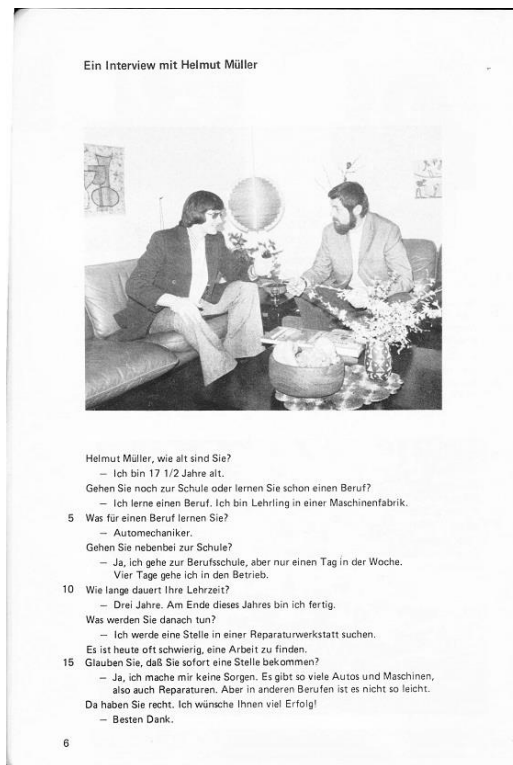 Ein Interview mit Helmut Müller
Helmut Müller, wie alt sind Sie?
— Ich bin 17 1/2 Jahre alt.
Gehen Sie noch zur Schule oder lernen Sie schon einen Beruf?
— Ich lerne einen Beruf. Ich bin Lehrling in einer Maschinenfabrik.
5 Was für einen Beruf lernen Sie?
— Automechaniker.
Gehen Sie nebenbei zur Schule?
— Ja, ich gehe zur Berufsschule, aber nur einen Tag in der Woche.
Vier Tage gehe ich in den Betrieb.
10 Wie lange dauert Ihre Lehrzeit?
— Drei Jahre. Am Ende dieses Jahres bin ich fertig.
Was werden Sie danach tun?
— Ich werde eine Stelle in einer Reparaturwerkstatt suchen.
Es ist heute oft schwierig, eine Arbeit zu finden.
15 Glauben Sie, daß Sie sofort eine Stelle bekommen?
— Ja, ich mache mir keine Sorgen. Es gibt so viele Autos und Maschinen,
also auch Reparaturen. Aber in anderen Berufen ist es nicht so leicht.
Da haben Sie recht. Ich wünsche Ihnen viel Erfolg!
— Besten Dank.
6